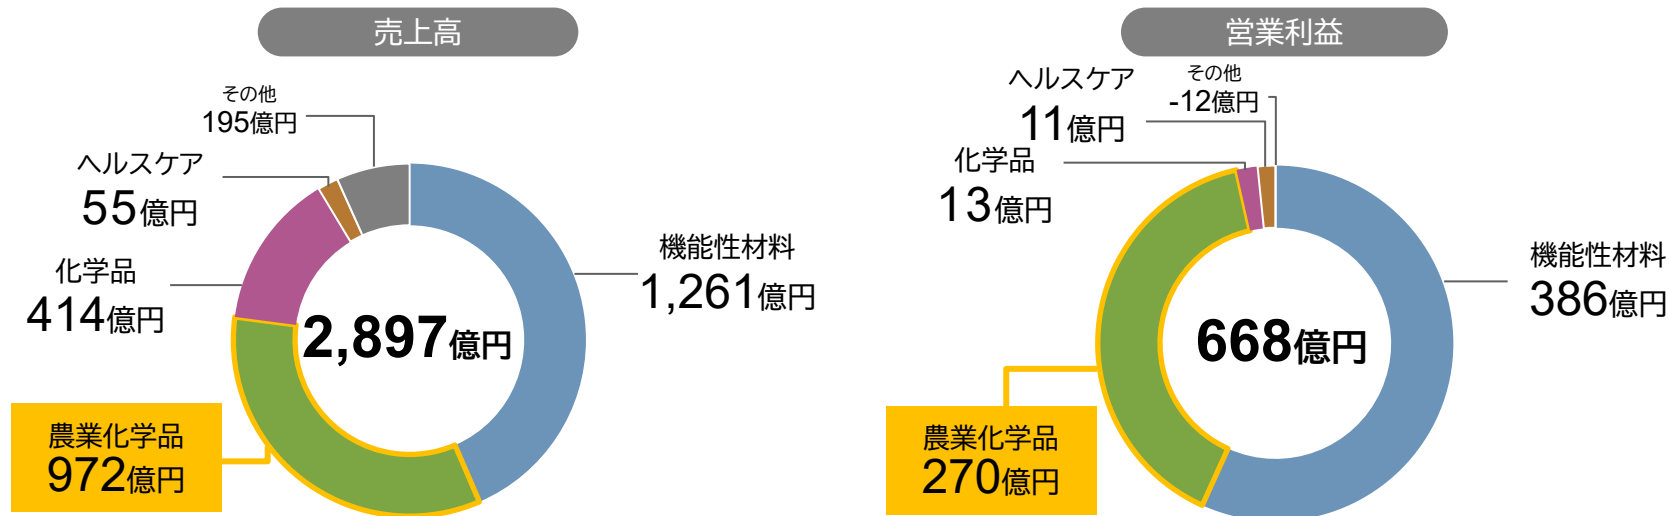 売上高
その他
195億円
ヘルスケア
55億円
化学品
414億円
機能性材料
1,261億円
2,897億円
農業化学品
972億円
営業利益
その他
-12億円
ヘルスケア
11億円
化学品
13億円
機能性材料
386億円
668億円
農業化学品
270億円